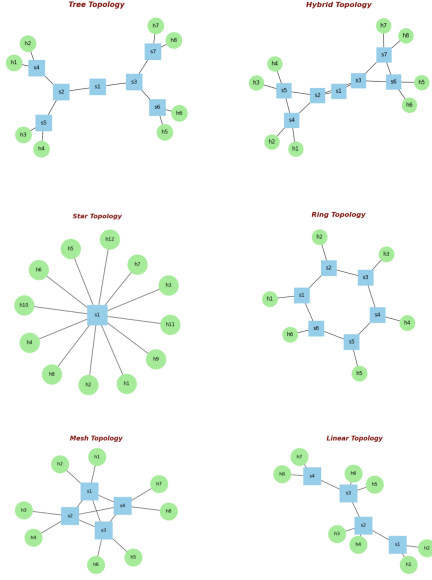 Tree Topology
h7
h8
s7
h2
h1
s4
s3
s1
s2
s6
h6
h5
s5
h3
h4
Hybrid Topology
h7
h8
s7
h4
h3
s5
s3
s6
h5
s2
s1
h6
s4
h2
h1
Star Topology
h12
h5
h7
h6
h3
h10
s1
h11
h4
h9
h8
h2
h1
Ring Topology
h2
h3
s2
s3
h1
s1
s4
h4
h6
s6
s5
h5
Mesh Topology
h1
h2
h7
s1
s4
h3
s2
h8
s3
h4
h5
h6
Linear Topology
h7
h8
s4
h6
h5
s3
s2
h3
h4
s1
h2
h1